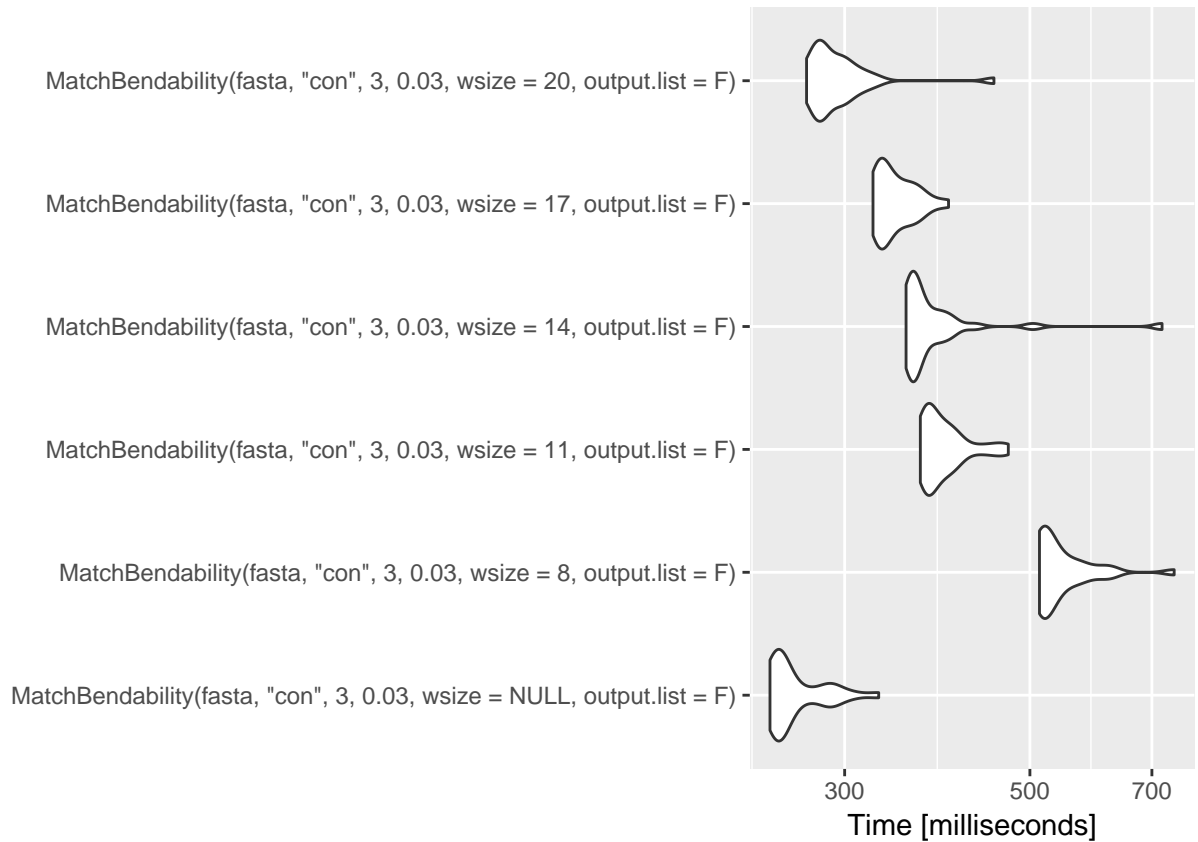 MatchBendability(fasta, "con", 3, 0.03, wsize = 20, output.list = F)
MatchBendability(fasta, "con", 3, 0.03, wsize = 17, output.list = F)
MatchBendability(fasta, "con", 3, 0.03, wsize = 14, output.list = F)
MatchBendability(fasta, "con", 3, 0.03, wsize = 11, output.list = F)
MatchBendability(fasta, "con", 3, 0.03, wsize = 8, output.list = F)
MatchBendability(fasta, "con", 3, 0.03, wsize = NULL, output.list = F)
300 500 700
Time [milliseconds]